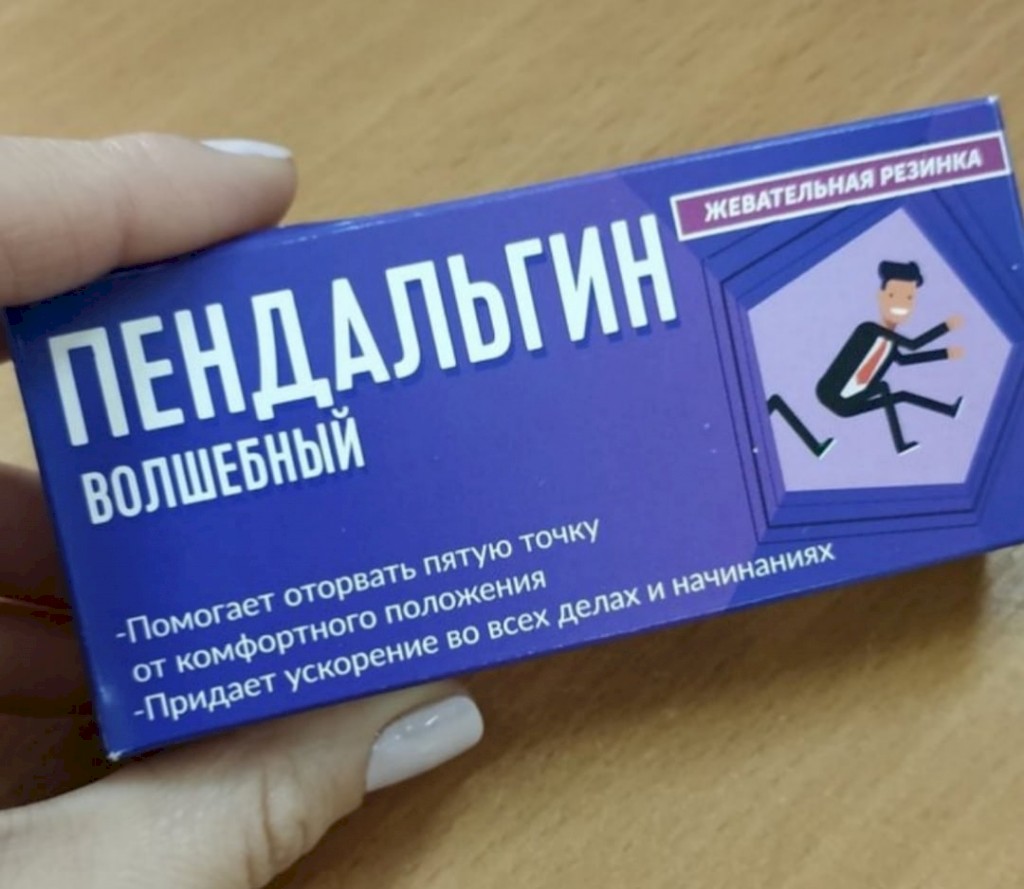 ЖЕВАТЕЛЬНАЯ РЕЗИНКА
ПЕНДАЛЬГИН
ВОЛШЕБНЫЙ
-Помогает оторвать пятую точку
от комфортного положения
-Придает ускорение во всех делах и начинаниях